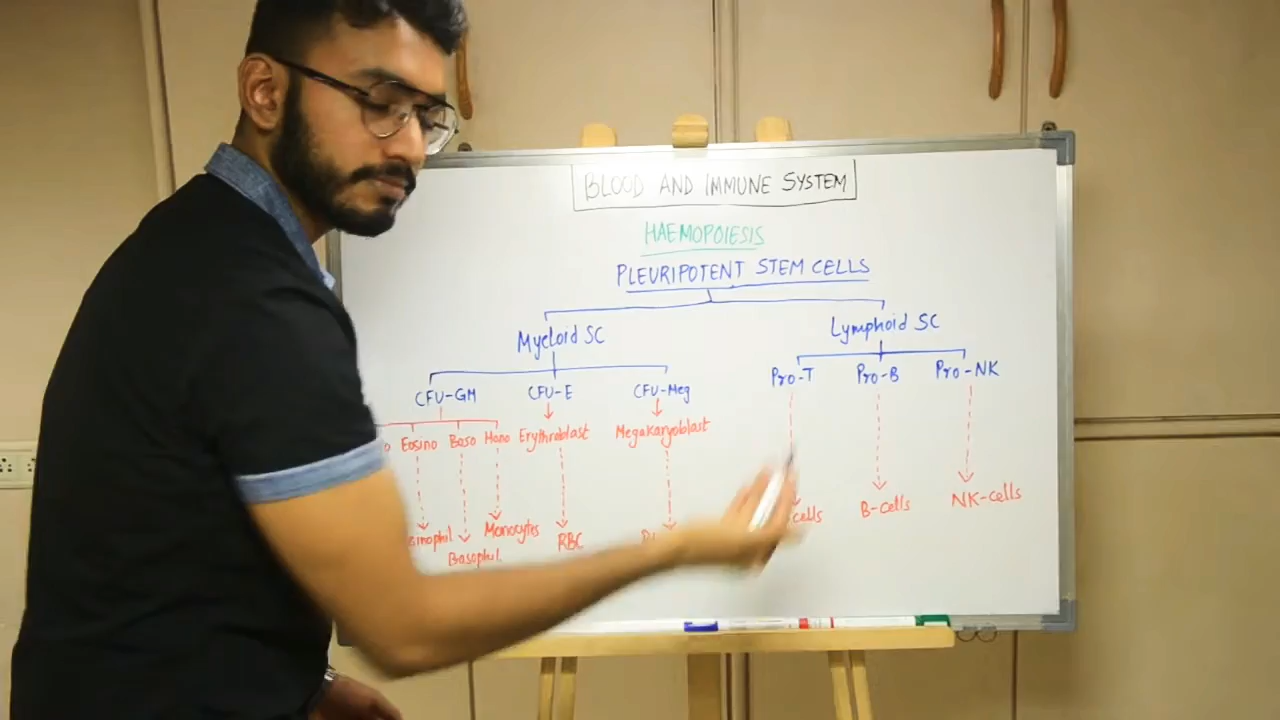 BLOOD AND IMMUNE SYSTEM
HAEMOPOIESIS
PLEURIPOTENT STEM CELLS
Myeloid SC Lymphoid SC
CFU-GM CFU-E CFU-Meg Pro-T Pro-B Pro-NK
o Eosino Baso Mono Erythroblast Megakaryoblast
sinophil Monocytes RBC cells B-cells NK-cells
Basophil